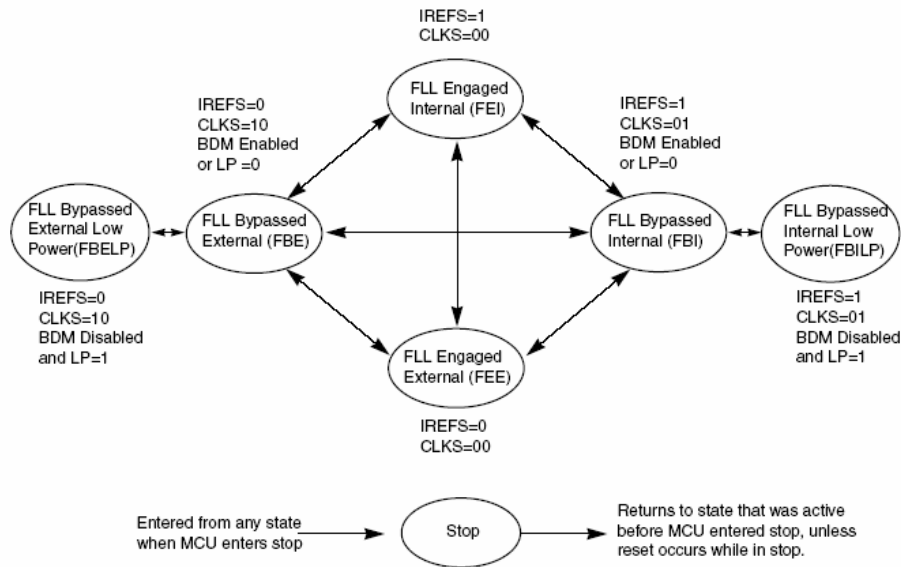 IREFS=1
CLKS=00
FLL Engaged
Internal (FEI)
IREFS=0
CLKS=10
BDM Enabled
or LP =0
IREFS=1
CLKS=01
BDM Enabled
or LP=0
FLL Bypassed
External Low
Power(FBELP)
FLL Bypassed
External (FBE)
FLL Bypassed
Internal (FBI)
FLL Bypassed
Internal Low
Power(FBILP)
IREFS=0
CLKS=10
BDM Disabled
and LP=1
IREFS=1
CLKS=01
BDM Disabled
and LP=1
FLL Engaged
External (FEE)
IREFS=0
CLKS=00
Entered from any state
when MCU enters stop
Stop
Returns to state that was active
before MCU entered stop, unless
reset occurs while in stop.